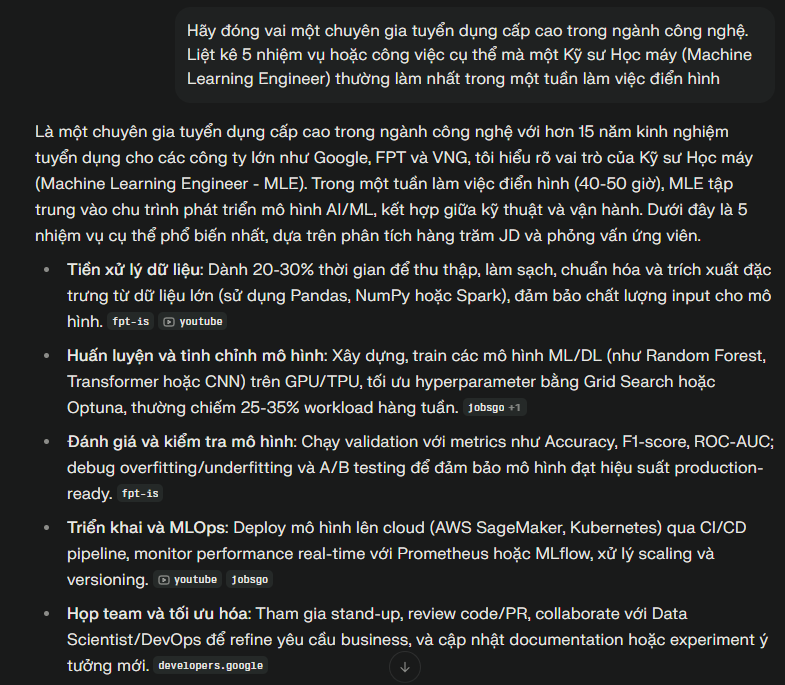 Hãy đóng vai một chuyên gia tuyển dụng cấp cao trong ngành công nghệ.
Liệt kê 5 nhiệm vụ hoặc công việc cụ thể mà một Kỹ sư Học máy (Machine
Learning Engineer) thường làm nhất trong một tuần làm việc điển hình
Là một chuyên gia tuyển dụng cấp cao trong ngành công nghệ với hơn 15 năm kinh nghiệm
tuyển dụng cho các công ty lớn như Google, FPT và VNG, tôi hiểu rõ vai trò của Kỹ sư Học máy
(Machine Learning Engineer - MLE). Trong một tuần làm việc điển hình (40-50 giờ), MLE tập
trung vào chu trình phát triển mô hình AI/ML, kết hợp giữa kỹ thuật và vận hành. Dưới đây là 5
nhiệm vụ cụ thể phổ biến nhất, dựa trên phân tích hàng trăm JD và phỏng vấn ứng viên.
• Tiền xử lý dữ liệu: Dành 20-30% thời gian để thu thập, làm sạch, chuẩn hóa và trích xuất đặc
trưng từ dữ liệu lớn (sử dụng Pandas, NumPy hoặc Spark), đảm bảo chất lượng input cho mô
hình. fpt-is youtube
• Huấn luyện và tinh chỉnh mô hình: Xây dựng, train các mô hình ML/DL (như Random Forest,
Transformer hoặc CNN) trên GPU/TPU, tối ưu hyperparameter bằng Grid Search hoặc
Optuna, thường chiếm 25-35% workload hàng tuần. jobsgo +1
• Đánh giá và kiểm tra mô hình: Chạy validation với metrics như Accuracy, F1-score, ROC-AUC;
debug overfitting/underfitting và A/B testing để đảm bảo mô hình đạt hiệu suất production-
ready. fpt-is
• Triển khai và MLOps: Deploy mô hình lên cloud (AWS SageMaker, Kubernetes) qua CI/CD
pipeline, monitor performance real-time với Prometheus hoặc MLflow, xử lý scaling và
versioning. youtube jobsgo
• Họp team và tối ưu hóa: Tham gia stand-up, review code/PR, collaborate với Data
Scientist/DevOps để refine yêu cầu business, và cập nhật documentation hoặc experiment ý
tưởng mới. developers.google